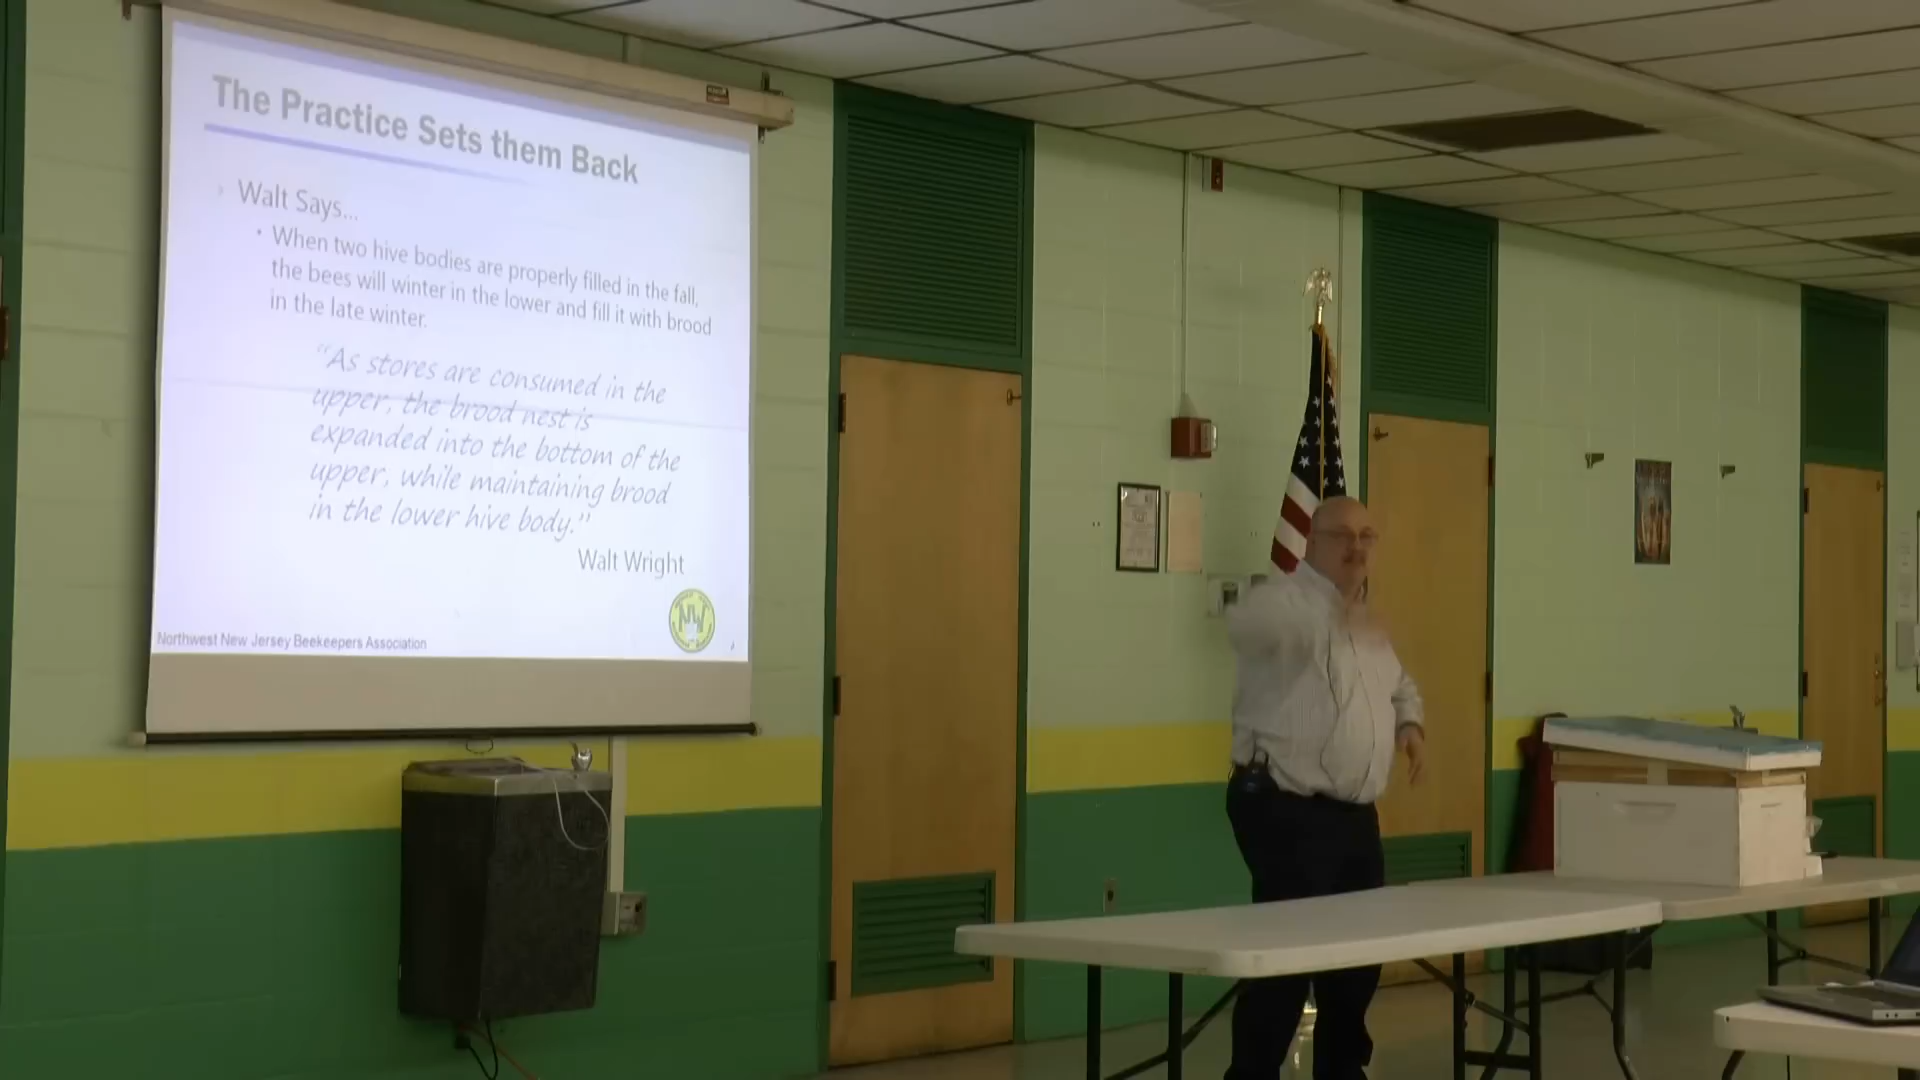 The Practice Sets them Back
Walt Says...
• When two hive bodies are properly filled in the fall,
the bees will winter in the lower and fill it with brood
in the late winter.
"As stores are consumed in the
upper, the brood nest is
expanded into the bottom of the
upper, while maintaining brood
in the lower hive body."
Walt Wright
NW
Northwest New Jersey Beekeepers Association